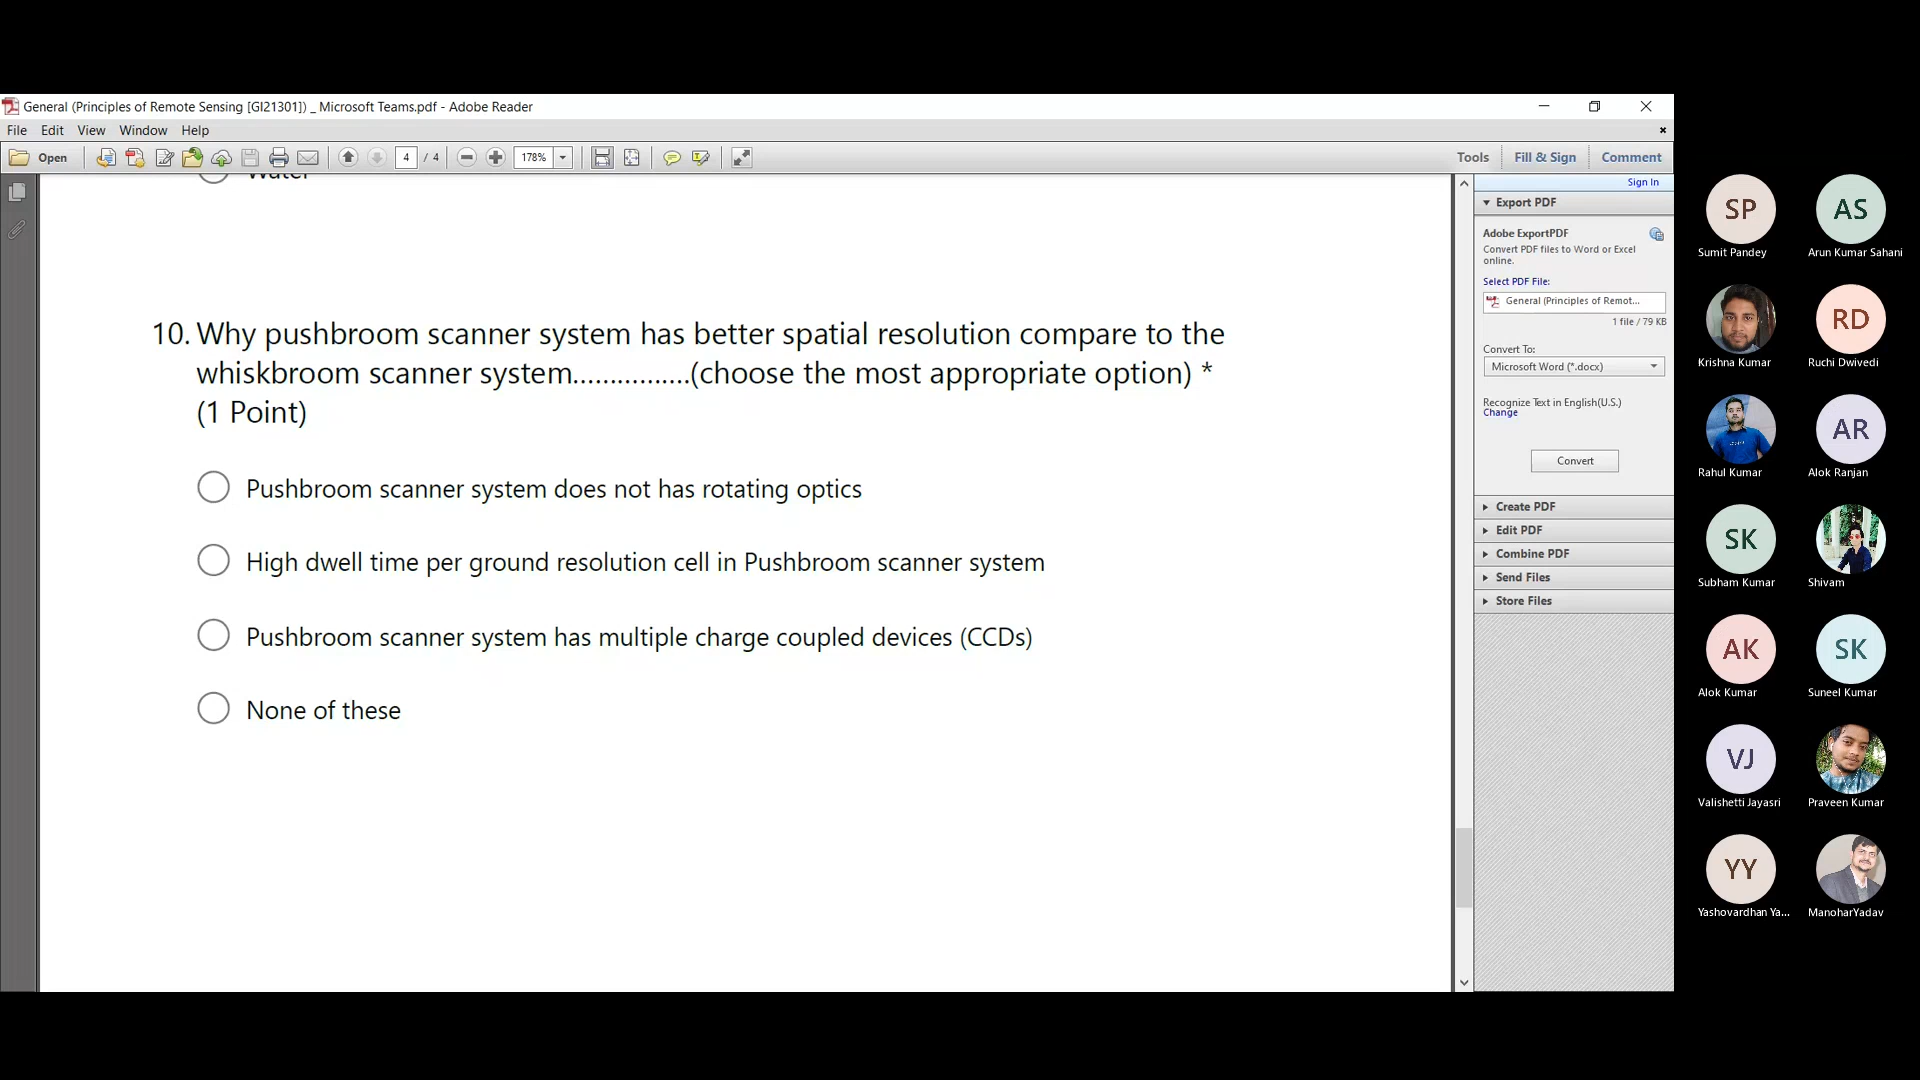 General (Principles of Remote Sensing [GI21301]) _ Microsoft Teams.pdf - Adobe Reader
File Edit View Window Help
Open 4 / 4 178% Tools Fill & Sign Comment
Water
10. Why pushbroom scanner system has better spatial resolution compare to the
whiskbroom scanner system................(choose the most appropriate option) *
(1 Point)
Pushbroom scanner system does not has rotating optics
High dwell time per ground resolution cell in Pushbroom scanner system
Pushbroom scanner system has multiple charge coupled devices (CCDs)
None of these
Sign In
Export PDF
Adobe ExportPDF
Convert PDF files to Word or Excel
online.
Select PDF File:
General (Principles of Remot...
1 file / 79 KB
Convert To:
Microsoft Word (*.docx)
Recognize Text in English(U.S.)
Change
Convert
Create PDF
Edit PDF
Combine PDF
Send Files
Store Files
SP AS
Sumit Pandey Arun Kumar Sahani
RD
Krishna Kumar Ruchi Dwivedi
AR
Rahul Kumar Alok Ranjan
SK
Subham Kumar Shivam
AK SK
Alok Kumar Suneel Kumar
VJ
Valishetti Jayasri Praveen Kumar
YY
Yashovardhan Ya... ManoharYadav